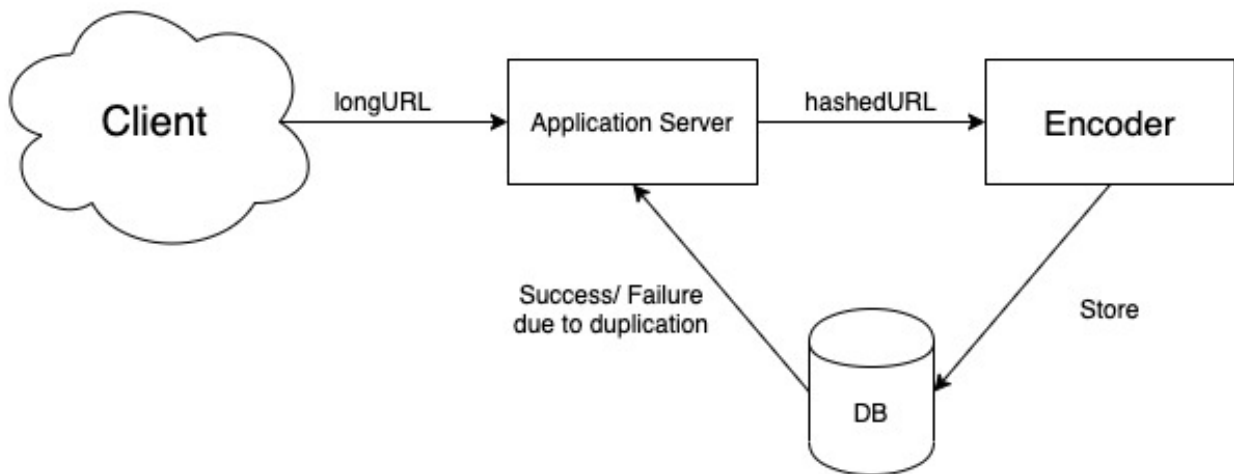 Client
longURL
Application Server
hashedURL
Encoder
Success/ Failure
due to duplication
Store
DB